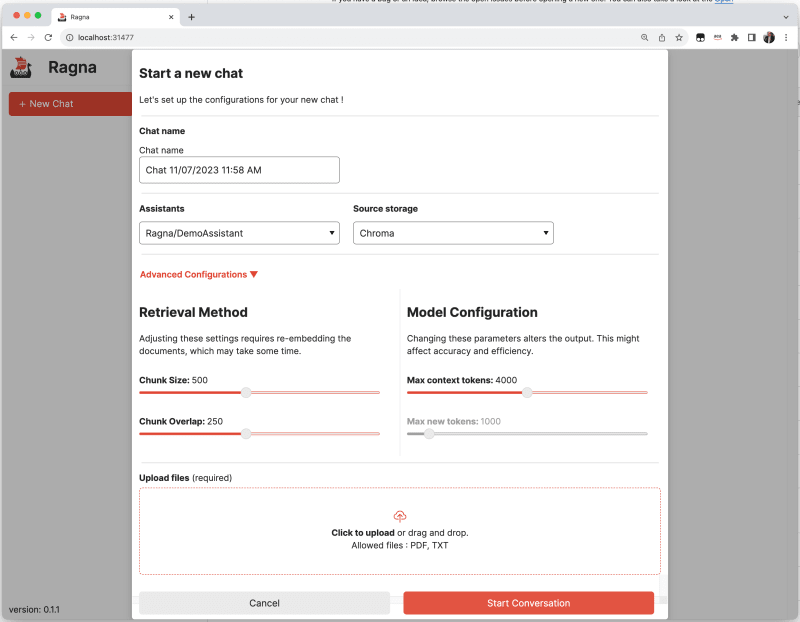 Ragna
localhost:31477
Ragna
+ New Chat
Start a new chat
Let's set up the configurations for your new chat !
Chat name
Chat name
Chat 11/07/2023 11:58 AM
Assistants
Source storage
Ragna/DemoAssistant
Chroma
Advanced Configurations ▼
Retrieval Method
Adjusting these settings requires re-embedding the
documents, which may take some time.
Chunk Size: 500
Chunk Overlap: 250
Model Configuration
Changing these parameters alters the output. This might
affect accuracy and efficiency.
Max context tokens: 4000
Max new tokens: 1000
Upload files (required)
Click to upload or drag and drop.
Allowed files : PDF, TXT
Cancel
Start Conversation
version: 0.1.1